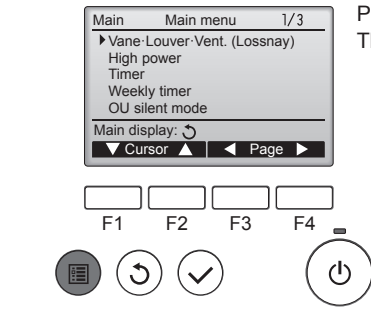 Main Main menu 1/3
Vane·Louver·Vent. (Lossnay)
High power
Timer
Weekly timer
OU silent mode
Main display:
Cursor Page
F1 F2 F3 F4